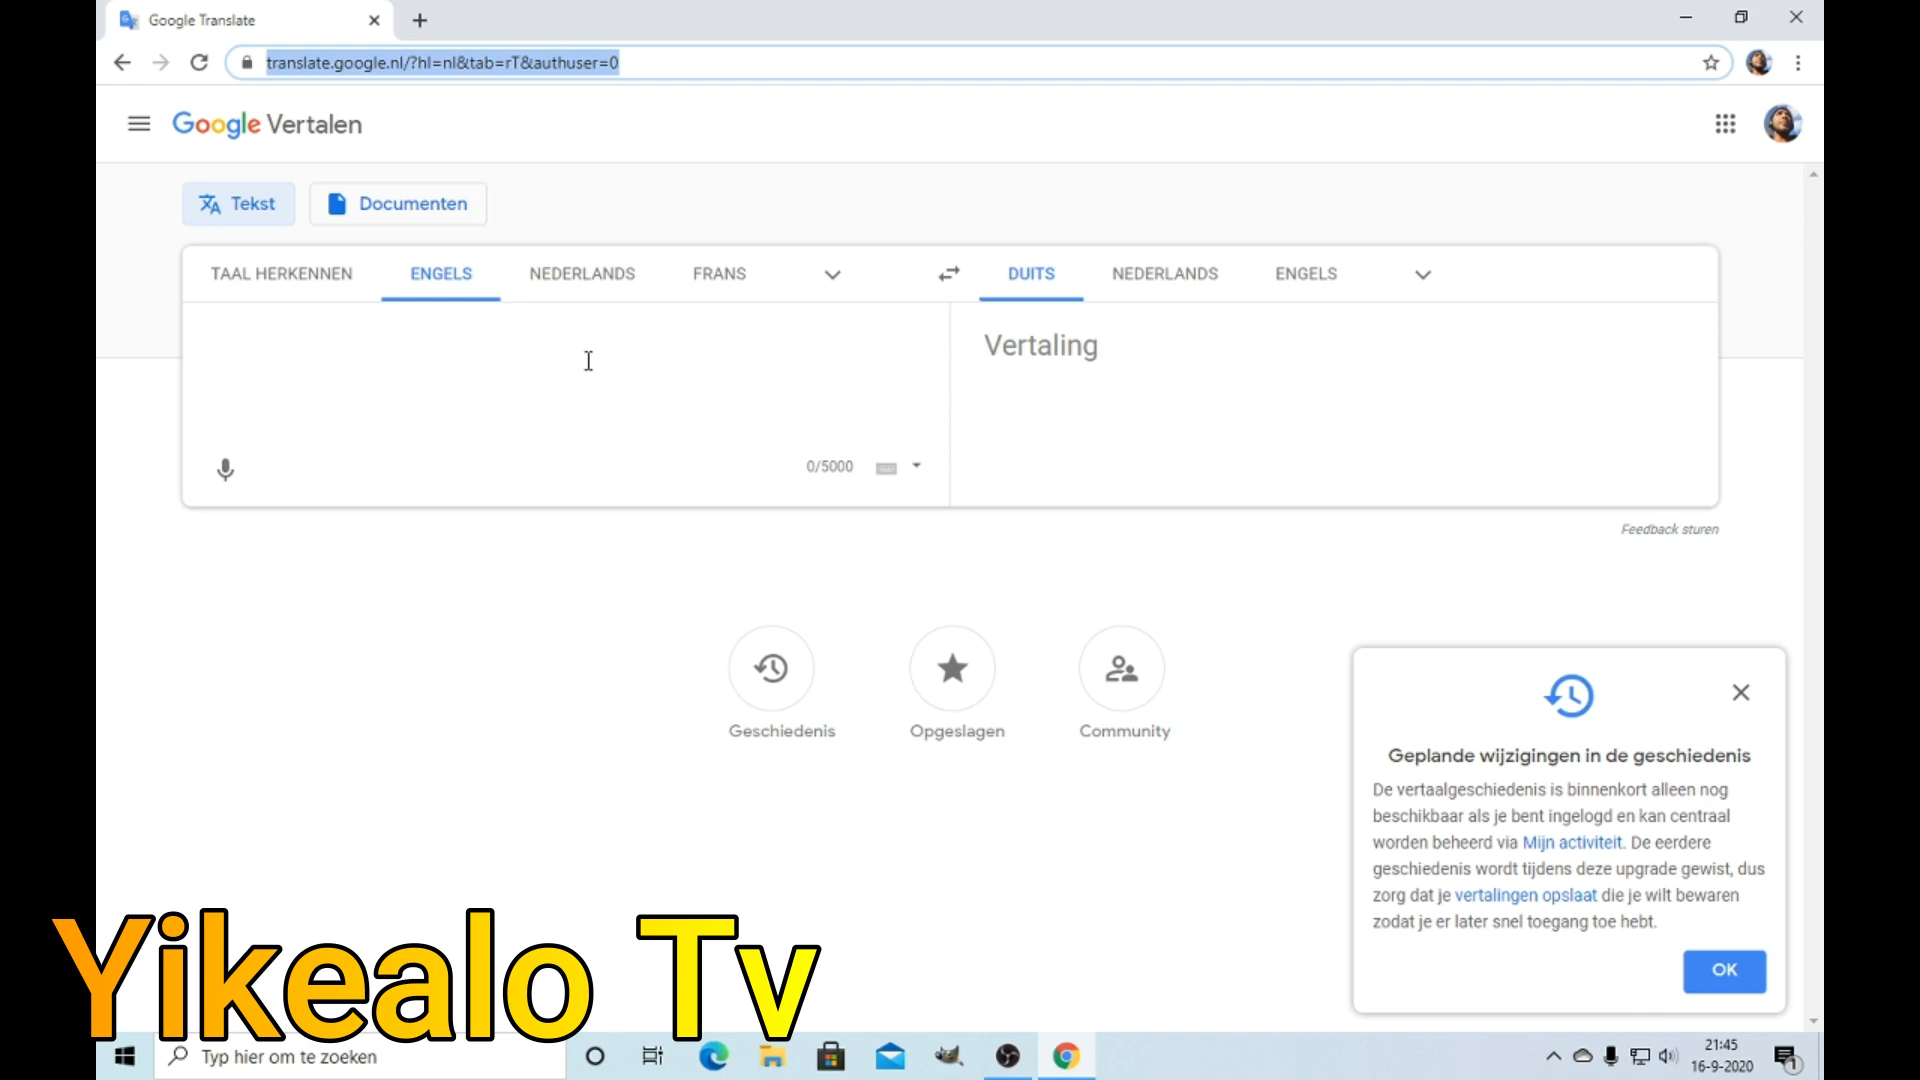 Google Translate
translate.google.nl/?hl=nl&tab=rT&authuser=0
Google Vertalen
Tekst
Documenten
TAAL HERKENNEN ENGELS NEDERLANDS FRANS
DUITS NEDERLANDS ENGELS
Vertaling
0/5000
Feedback sturen
Geschiedenis
Opgeslagen
Community
Geplande wijzigingen in de geschiedenis
De vertaalgeschiedenis is binnenkort alleen nog
beschikbaar als je bent ingelogd en kan centraal
worden beheerd via Mijn activiteit. De eerdere
geschiedenis wordt tijdens deze upgrade gewist, dus
zorg dat je vertalingen opslaat die je wilt bewaren
zodat je er later snel toegang toe hebt.
OK
Yikealo Tv
Typ hier om te zoeken
21:45
16-9-2020
1